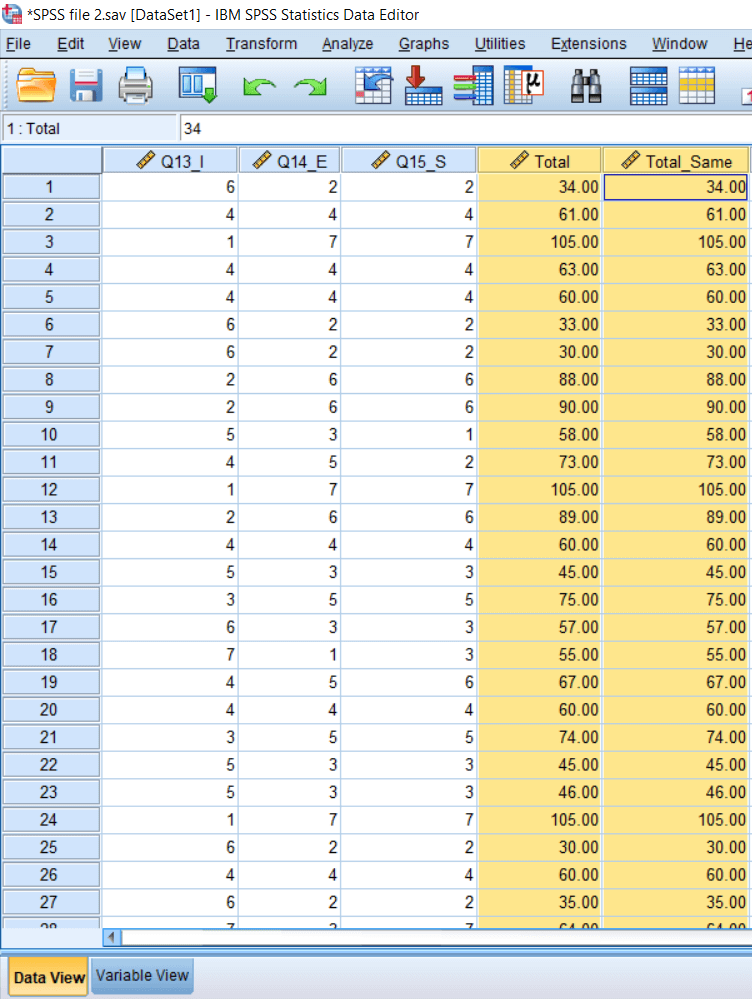 *SPSS file 2.sav [DataSet1] - IBM SPSS Statistics Data Editor
File Edit View Data Transform Analyze Graphs Utilities Extensions Window He
μ
1 : Total 34
Q13_I Q14_E Q15_S Total Total_Same
1 6 2 2 34.00 34.00
2 4 4 4 61.00 61.00
3 1 7 7 105.00 105.00
4 4 4 4 63.00 63.00
5 4 4 4 60.00 60.00
6 6 2 2 33.00 33.00
7 6 2 2 30.00 30.00
8 2 6 6 88.00 88.00
9 2 6 6 90.00 90.00
10 5 3 1 58.00 58.00
11 4 5 2 73.00 73.00
12 1 7 7 105.00 105.00
13 2 6 6 89.00 89.00
14 4 4 4 60.00 60.00
15 5 3 3 45.00 45.00
16 3 5 5 75.00 75.00
17 6 3 3 57.00 57.00
18 7 1 3 55.00 55.00
19 4 5 6 67.00 67.00
20 4 4 4 60.00 60.00
21 3 5 5 74.00 74.00
22 5 3 3 45.00 45.00
23 5 3 3 46.00 46.00
24 1 7 7 105.00 105.00
25 6 2 2 30.00 30.00
26 4 4 4 60.00 60.00
27 6 2 2 35.00 35.00
Data View Variable View